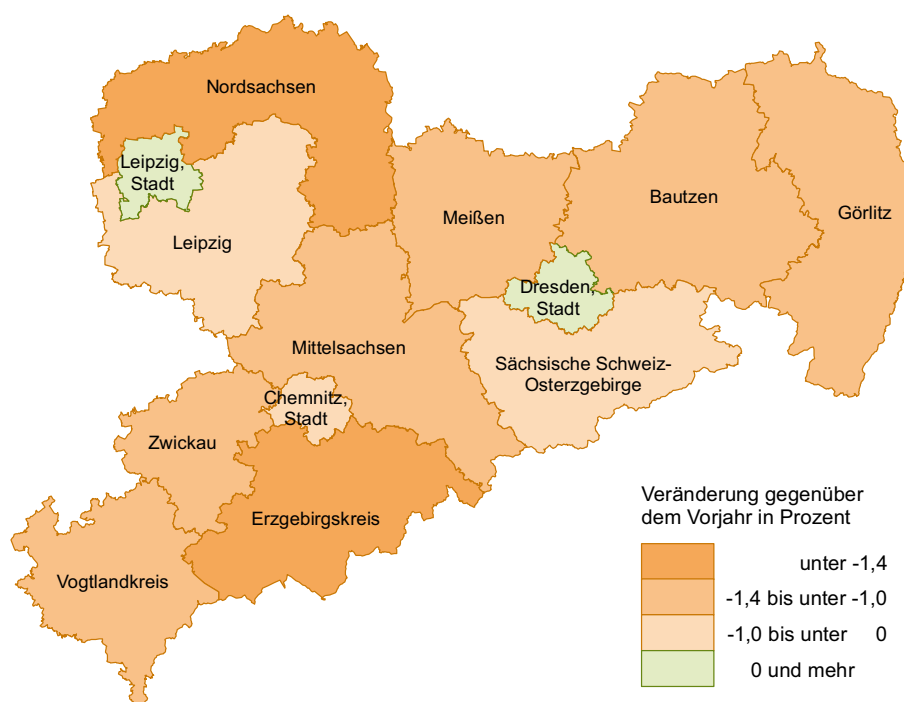 Nordsachsen
Leipzig,
Stadt
Leipzig
Meißen
Bautzen
Görlitz
Dresden,
Stadt
Mittelsachsen
Sächsische Schweiz-
Osterzgebirge
Chemnitz,
Stadt
Zwickau
Erzgebirgskreis
Vogtlandkreis
Veränderung gegenüber
dem Vorjahr in Prozent
unter -1,4
-1,4 bis unter -1,0
-1,0 bis unter 0
0 und mehr